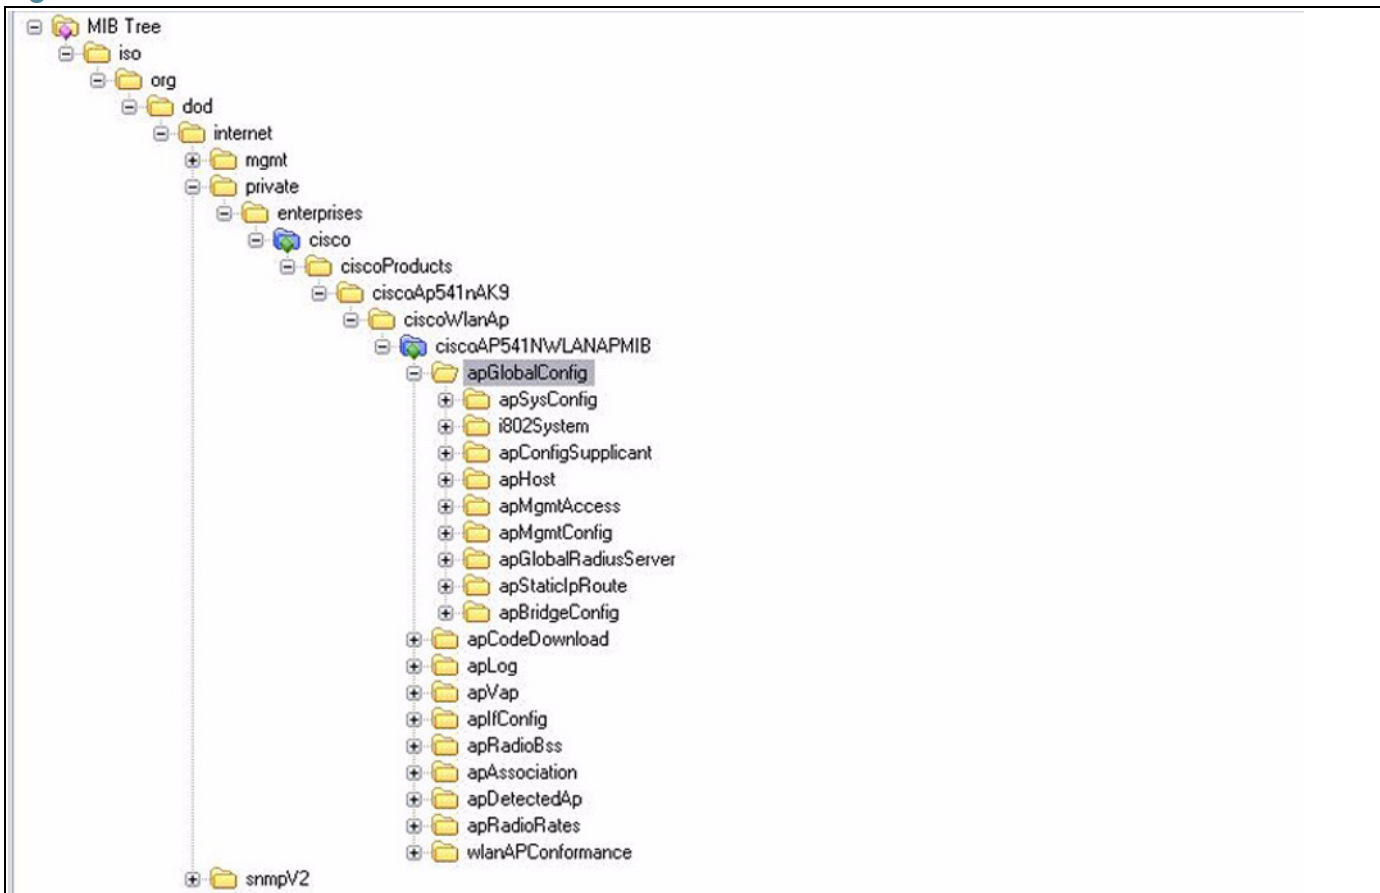 MIB Tree
iso
org
dod
internet
mgmt
private
enterprises
cisco
ciscoProducts
ciscoAp541nAK9
ciscoWlanAp
ciscoAP541NWLANAPMIB
apGlobalConfig
apSysConfig
i802System
apConfigSupplicant
apHost
apMgmtAccess
apMgmtConfig
apGlobalRadiusServer
apStaticIpRoute
apBridgeConfig
apCodeDownload
apLog
apVap
apIfConfig
apRadioBss
apAssociation
apDetectedAp
apRadioRates
wlanAPConformance
snmpV2